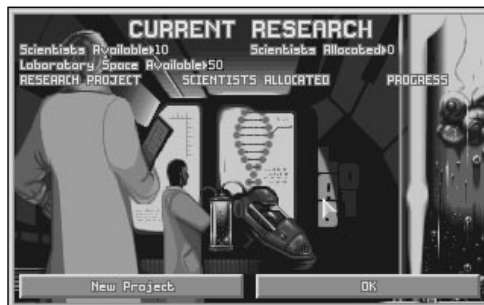 CURRENT RESEARCH
Scientists Available▸10 Scientists Allocated▸0
Laboratory Space Available▸50
RESEARCH PROJECT SCIENTISTS ALLOCATED PROGRESS
New Project OK